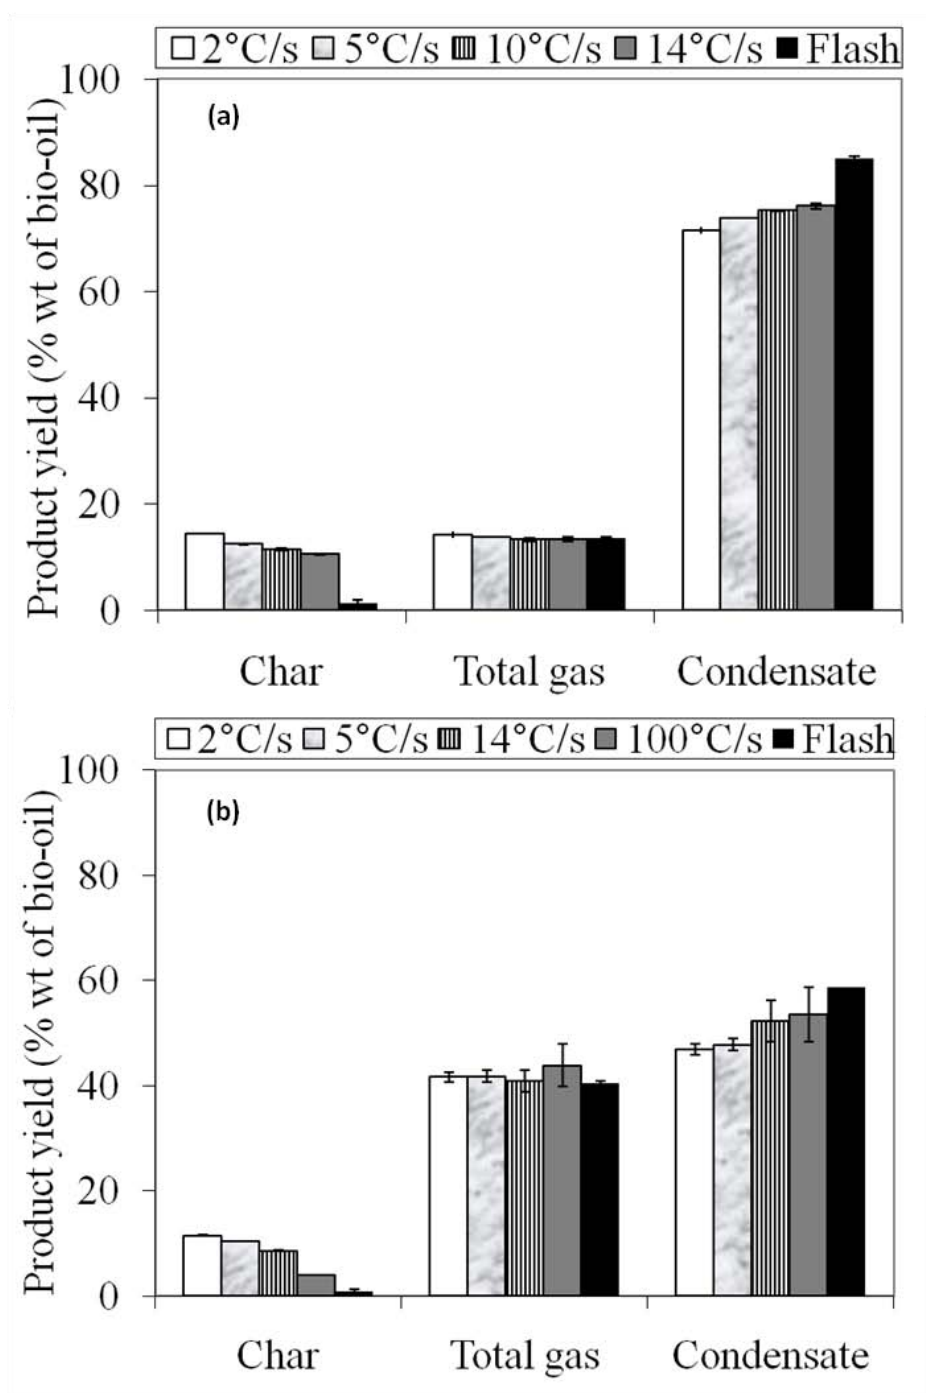 2°C/s 5°C/s 10°C/s 14°C/s Flash
(a)
Product yield (% wt of bio-oil)
100
80
60
40
20
0
Char Total gas Condensate
2°C/s 5°C/s 14°C/s 100°C/s Flash
(b)
Product yield (% wt of bio-oil)
100
80
60
40
20
0
Char Total gas Condensate